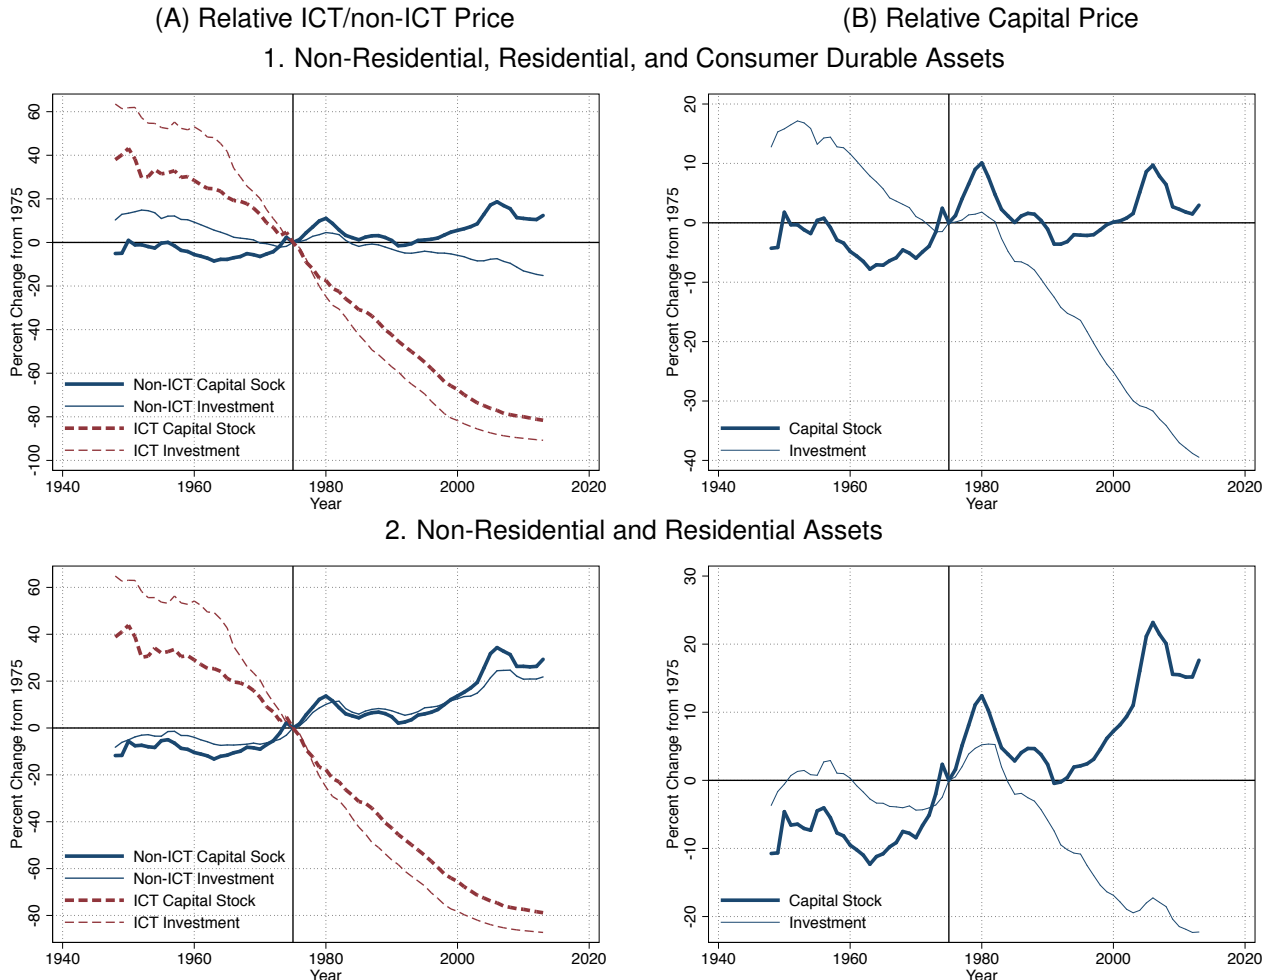 (A) Relative ICT/non-ICT Price
(B) Relative Capital Price
1. Non-Residential, Residential, and Consumer Durable Assets
Percent Change from 1975
60
40
20
0
-20
-40
-60
-80
-100
Non-ICT Capital Sock
Non-ICT Investment
ICT Capital Stock
ICT Investment
1940 1960 1980 2000 2020
Year
Percent Change from 1975
20
10
0
-10
-20
-30
-40
Capital Stock
Investment
1940 1960 1980 2000 2020
Year
2. Non-Residential and Residential Assets
Percent Change from 1975
60
40
20
0
-20
-40
-60
-80
Non-ICT Capital Sock
Non-ICT Investment
ICT Capital Stock
ICT Investment
1940 1960 1980 2000 2020
Year
Percent Change from 1975
30
20
10
0
-10
-20
Capital Stock
Investment
1940 1960 1980 2000 2020
Year